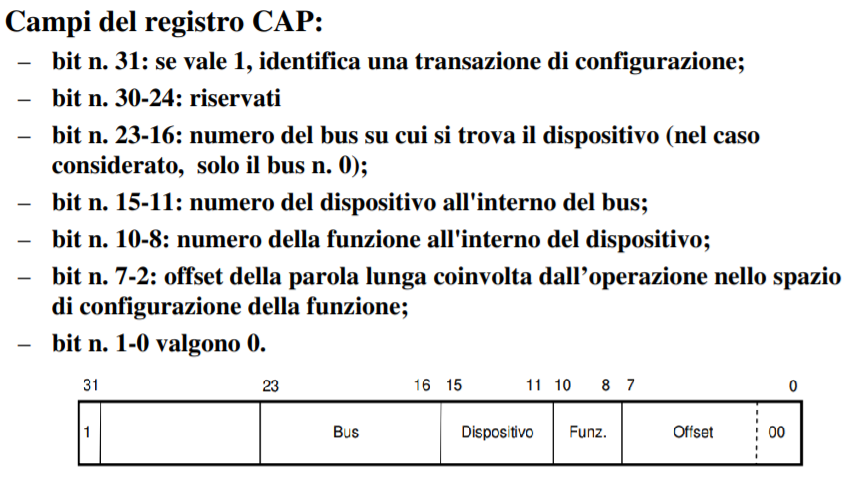 Campi del registro CAP:
– bit n. 31: se vale 1, identifica una transazione di configurazione;
– bit n. 30-24: riservati
– bit n. 23-16: numero del bus su cui si trova il dispositivo (nel caso
considerato, solo il bus n. 0);
– bit n. 15-11: numero del dispositivo all'interno del bus;
– bit n. 10-8: numero della funzione all'interno del dispositivo;
– bit n. 7-2: offset della parola lunga coinvolta dall’operazione nello spazio
di configurazione della funzione;
– bit n. 1-0 valgono 0.
31 23 16 15 11 10 8 7 0
1 Bus Dispositivo Funz. Offset 00